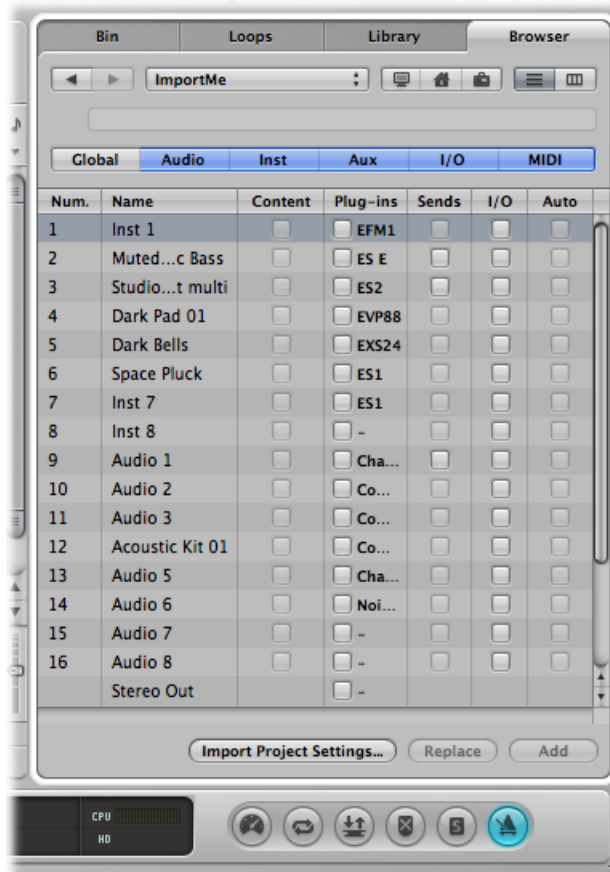 Bin Loops Library Browser
ImportMe
Global Audio Inst Aux I/O MIDI
Num. Name Content Plug-ins Sends I/O Auto
1 Inst 1 EFM1
2 Muted...c Bass ES E
3 Studio...t multi ES2
4 Dark Pad 01 EVP88
5 Dark Bells EXS24
6 Space Pluck ES1
7 Inst 7 ES1
8 Inst 8 -
9 Audio 1 Cha...
10 Audio 2 Co...
11 Audio 3 Co...
12 Acoustic Kit 01 Co...
13 Audio 5 Cha...
14 Audio 6 Noi...
15 Audio 7 -
16 Audio 8 -
Stereo Out -
Import Project Settings... Replace Add
CPU
HD
S